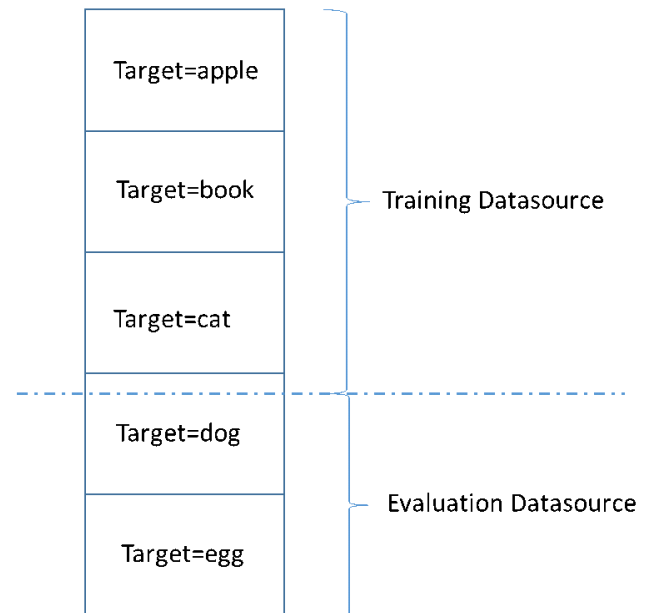 Target=apple
Target=book
Training Datasource
Target=cat
Target=dog
Evaluation Datasource
Target=egg